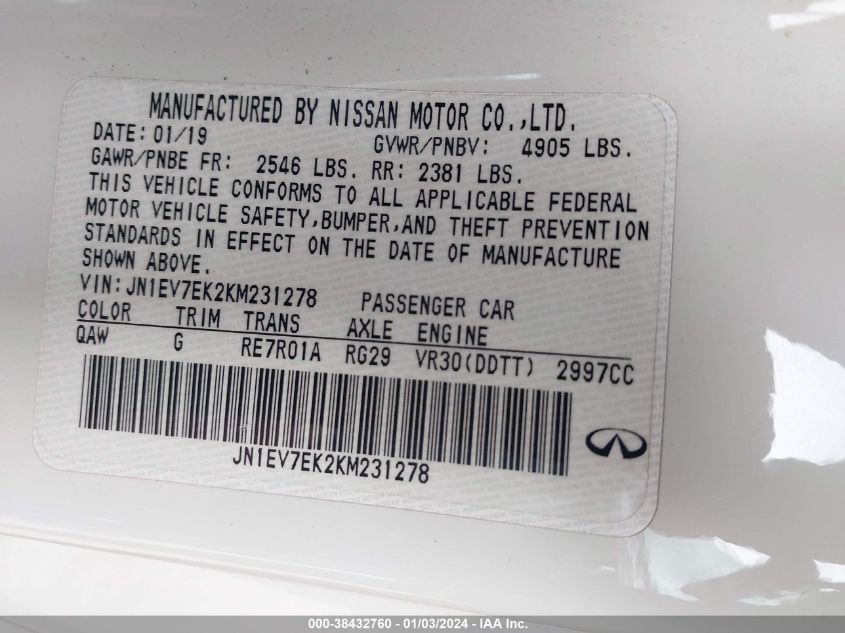 MANUFACTURED BY NISSAN MOTOR CO.,LTD.
DATE: 01/19 GVWR/PNBV: 4905 LBS.
GAWR/PNBE FR: 2546 LBS. RR: 2381 LBS.
THIS VEHICLE CONFORMS TO ALL APPLICABLE FEDERAL
MOTOR VEHICLE SAFETY,BUMPER,AND THEFT PREVENTION
STANDARDS IN EFFECT ON THE DATE OF MANUFACTURE
SHOWN ABOVE.
VIN:JN1EV7EK2KM231278 PASSENGER CAR
COLOR TRIM TRANS AXLE ENGINE
QAW G RE7R01A RG29 VR30(DDTT) 2997CC
JN1EV7EK2KM231278
000-38432760 - 01/03/2024 - IAA Inc.